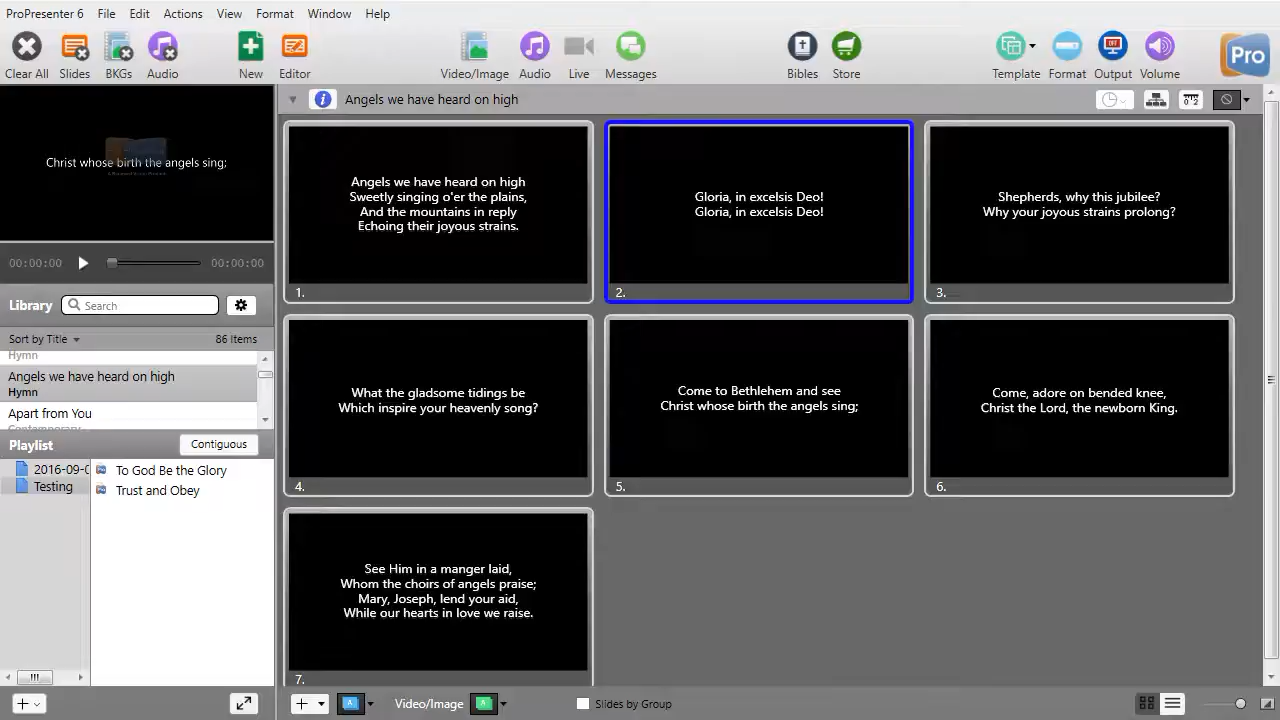 ProPresenter 6 File Edit Actions View Format Window Help
Clear All Slides BKGs Audio New Editor Video/Image Audio Live Messages Bibles Store Template Format Output Volume Pro
Angels we have heard on high
Christ whose birth the angels sing;
00:00:00 00:00:00
Library Search
Sort by Title 86 Items
Hymn
Angels we have heard on high
Hymn
Apart from You
Contemporary
Playlist Contiguous
2016-09-0
Testing
To God Be the Glory
Trust and Obey
Angels we have heard on high
Sweetly singing o'er the plains,
And the mountains in reply
Echoing their joyous strains.
1.
Gloria, in excelsis Deo!
Gloria, in excelsis Deo!
2.
Shepherds, why this jubilee?
Why your joyous strains prolong?
3.
What the gladsome tidings be
Which inspire your heavenly song?
4.
Come to Bethlehem and see
Christ whose birth the angels sing;
5.
Come, adore on bended knee,
Christ the Lord, the newborn King.
6.
See Him in a manger laid,
Whom the choirs of angels praise;
Mary, Joseph, lend your aid,
While our hearts in love we raise.
7.
Video/Image Slides by Group